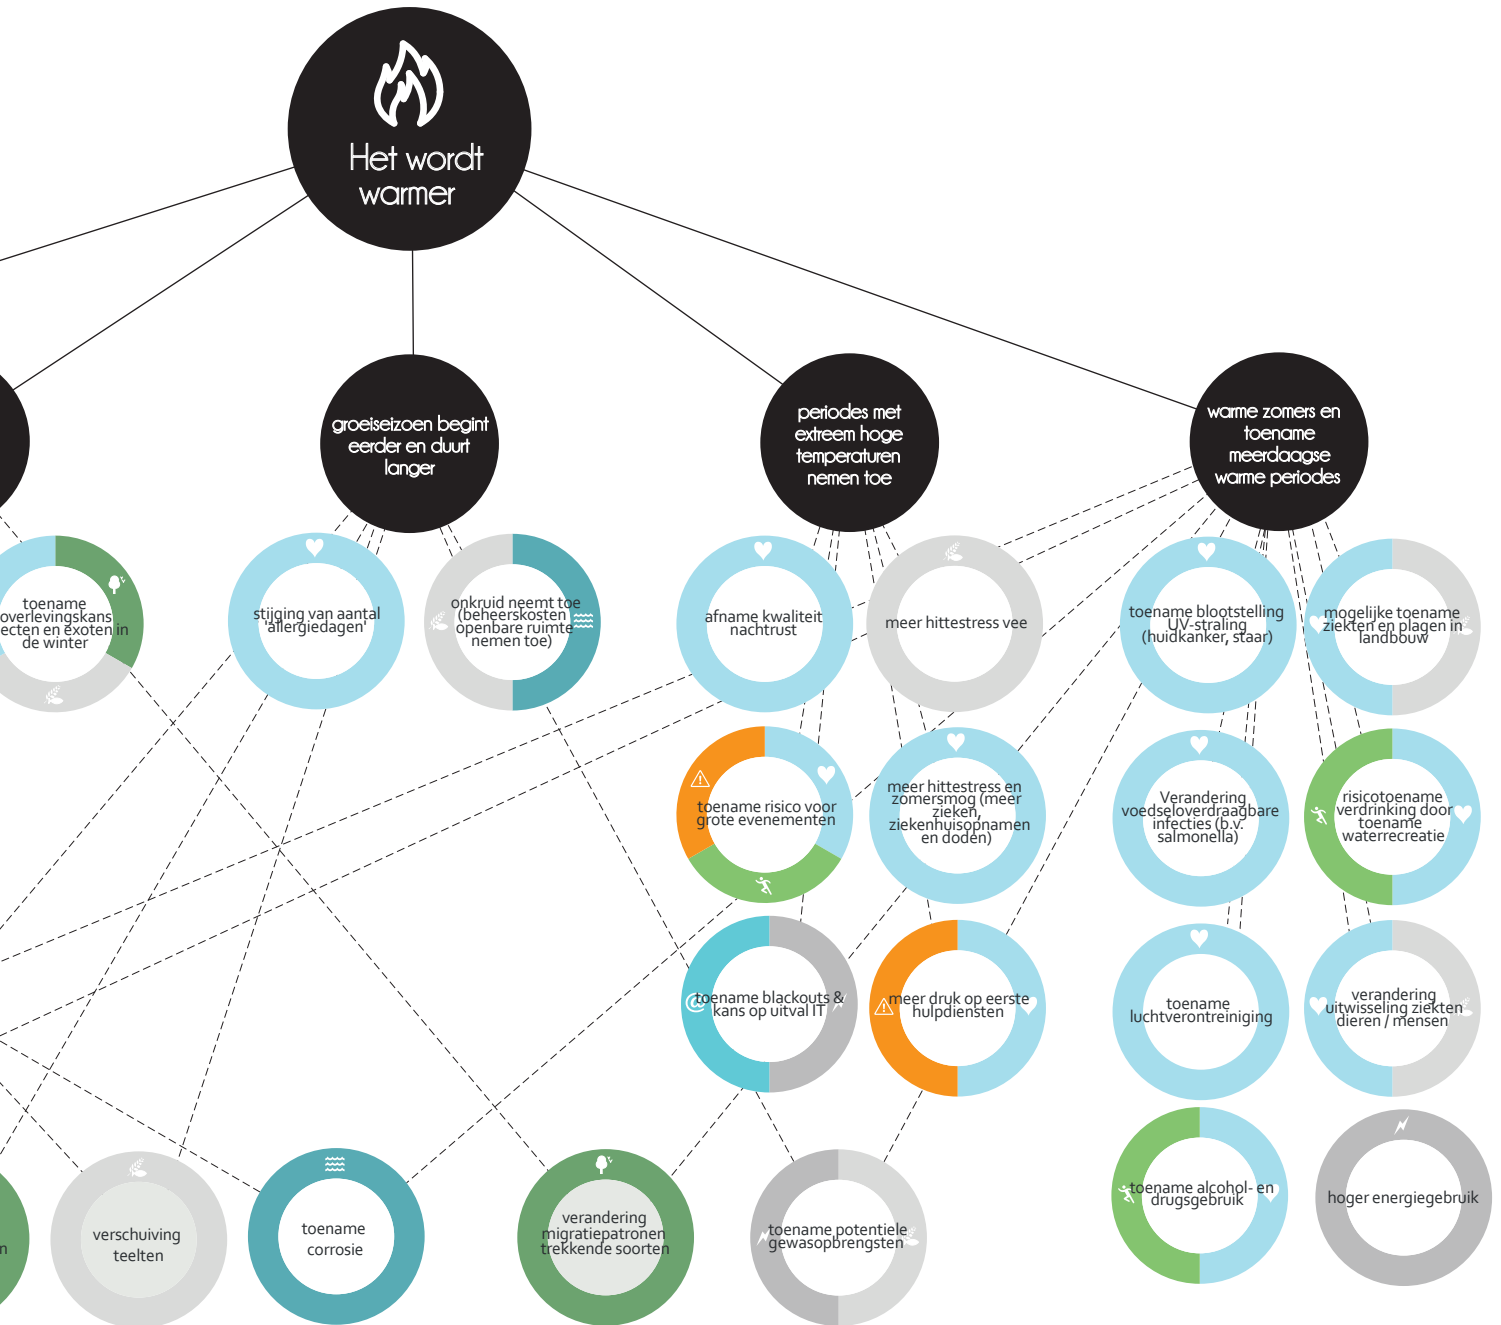 Het wordt
warmer
groeiseizoen begint
eerder en duurt
langer
periodes met
extreem hoge
temperaturen
nemen toe
warme zomers en
toename
meerdaagse
warme periodes
toename
overlevingskans
ecten en exoten in
de winter
stijging van aantal
'allergiedagen'
onkruid neemt toe
(beheerskosten
openbare ruimte
nemen toe)
afname kwaliteit
nachtrust
meer hittestress vee
toename blootstelling
UV-straling
(huidkanker, staar)
mogelijke toename
ziekten en plagen in
landbouw
toename risico voor
grote evenementen
meer hittestress en
zomersmog (meer
zieken,
ziekenhuisopnamen
en doden)
Verandering
voedseloverdraagbare
infecties (b.v.
salmonella)
risicotoename
verdrinking door
toename
waterrecreatie
@
toename blackouts &
kans op uitval IT
meer druk op eerste
hulpdiensten
toename
luchtverontreiniging
verandering
uitwisseling ziekten
dieren / mensen
n
verschuiving
teelten
toename
corrosie
verandering
migratiepatronen
trekkende soorten
toename potentiele
gewasopbrengsten
toename alcohol- en
drugsgebruik
hoger energiegebruik